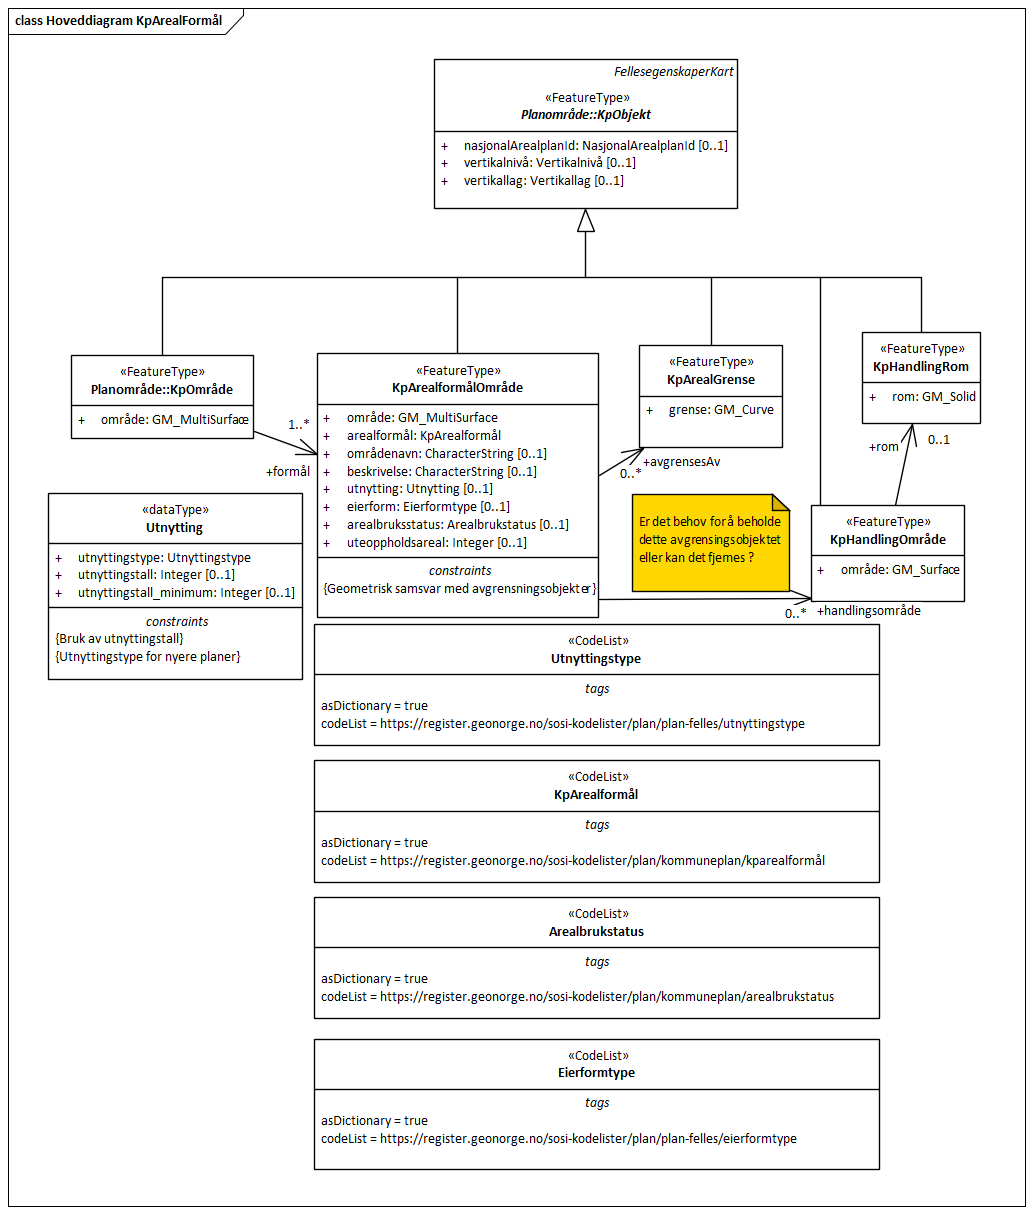 class Hoveddiagram KpArealFormål
FellesegenskaperKart
«FeatureType»
Planområde::KpObjekt
+ nasjonalArealplanId: NasjonalArealplanId [0..1]
+ vertikalnivå: Vertikalnivå [0..1]
+ vertikallag: Vertikallag [0..1]
«FeatureType»
Planområde::KpOmråde
+ område: GM_MultiSurface
1..*
+formål
«FeatureType»
KpArealformålOmråde
+ område: GM_MultiSurface
+ arealformål: KpArealformål
+ områdenavn: CharacterString [0..1]
+ beskrivelse: CharacterString [0..1]
+ utnytting: Utnytting [0..1]
+ eierform: Eierformtype [0..1]
+ arealbruksstatus: Arealbrukstatus [0..1]
+ uteoppholdsareal: Integer [0..1]
constraints
{Geometrisk samsvar med avgrensningsobjekter}
«FeatureType»
KpArealGrense
+ grense: GM_Curve
+avgrensesAv
0..*
«FeatureType»
KpHandlingRom
+ rom: GM_Solid
+rom
0..1
Er det behov for å beholde
dette avgrensingsobjektet
eller kan det fjernes ?
«FeatureType»
KpHandlingOmråde
+ område: GM_Surface
0..*
+handlingsområde
«dataType»
Utnytting
+ utnyttingstype: Utnyttingstype
+ utnyttingstall: Integer [0..1]
+ utnyttingstall_minimum: Integer [0..1]
constraints
{Bruk av utnyttingstall}
{Utnyttingstype for nyere planer}
«CodeList»
Utnyttingstype
tags
asDictionary = true
codeList = https://register.geonorge.no/sosi-kodelister/plan/plan-felles/utnyttingstype
«CodeList»
KpArealformål
tags
asDictionary = true
codeList = https://register.geonorge.no/sosi-kodelister/plan/kommuneplan/kparealformål
«CodeList»
Arealbrukstatus
tags
asDictionary = true
codeList = https://register.geonorge.no/sosi-kodelister/plan/kommuneplan/arealbrukstatus
«CodeList»
Eierformtype
tags
asDictionary = true
codeList = https://register.geonorge.no/sosi-kodelister/plan/plan-felles/eierformtype